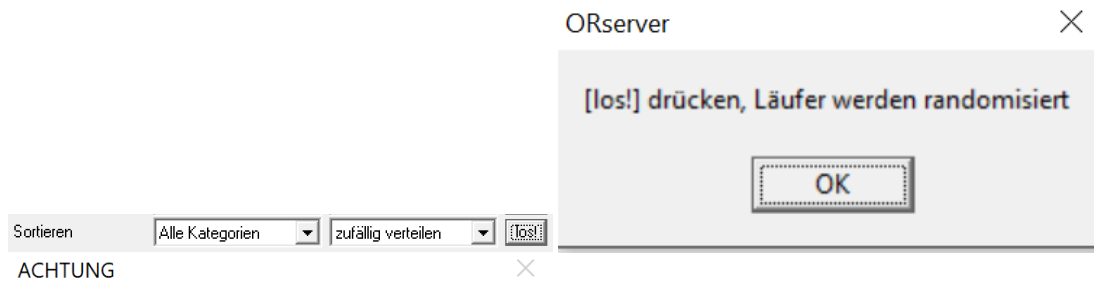 ORserver
[los!] drücken, Läufer werden randomisiert
OK
Sortieren Alle Kategorien zufällig verteilen los!
ACHTUNG